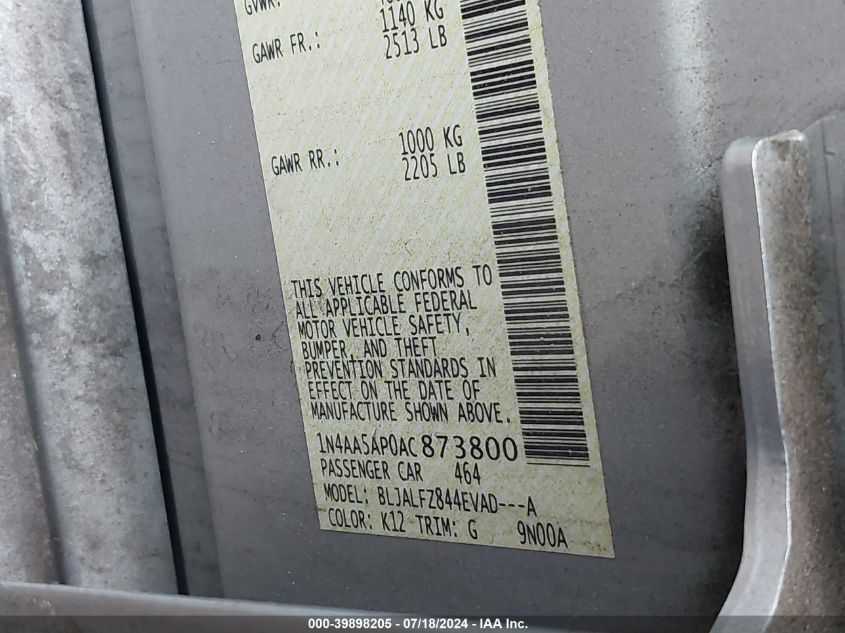 GVWR:
1140 KG
GAWR FR.: 2513 LB
1000 KG
GAWR RR.: 2205 LB
THIS VEHICLE CONFORMS TO
ALL APPLICABLE FEDERAL
MOTOR VEHICLE SAFETY,
BUMPER, AND THEFT
PREVENTION STANDARDS IN
EFFECT ON THE DATE OF
MANUFACTURE SHOWN ABOVE.
1N4AA5AP0AC873800
PASSENGER CAR 464
MODEL: BLJALFZ844EVAD---A
COLOR: K12 TRIM: G 9N00A
000-39898205 - 07/18/2024 - IAA Inc.